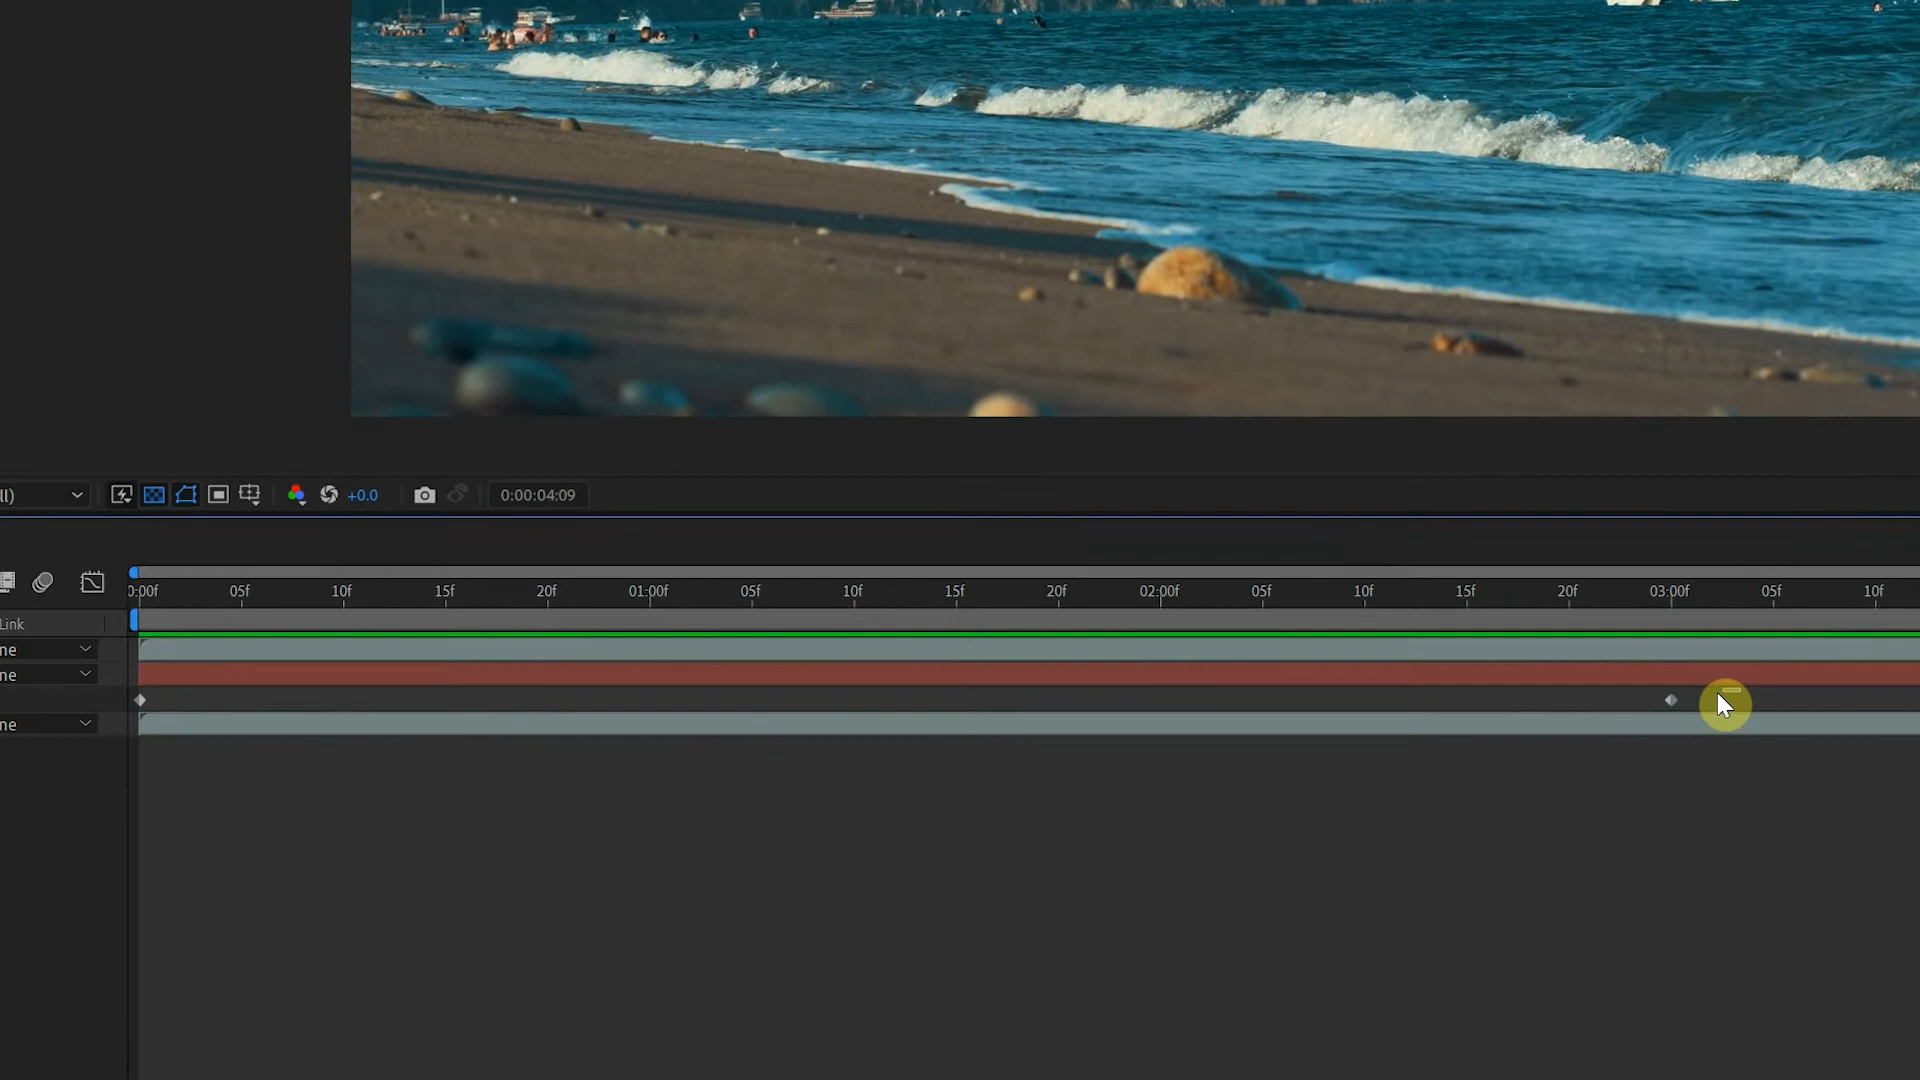 ll) +0.0 0:00:04:09
0:00f 05f 10f 15f 20f 01:00f 05f 10f 15f 20f 02:00f 05f 10f 15f 20f 03:00f 05f 10f
Link
ne
ne
ne